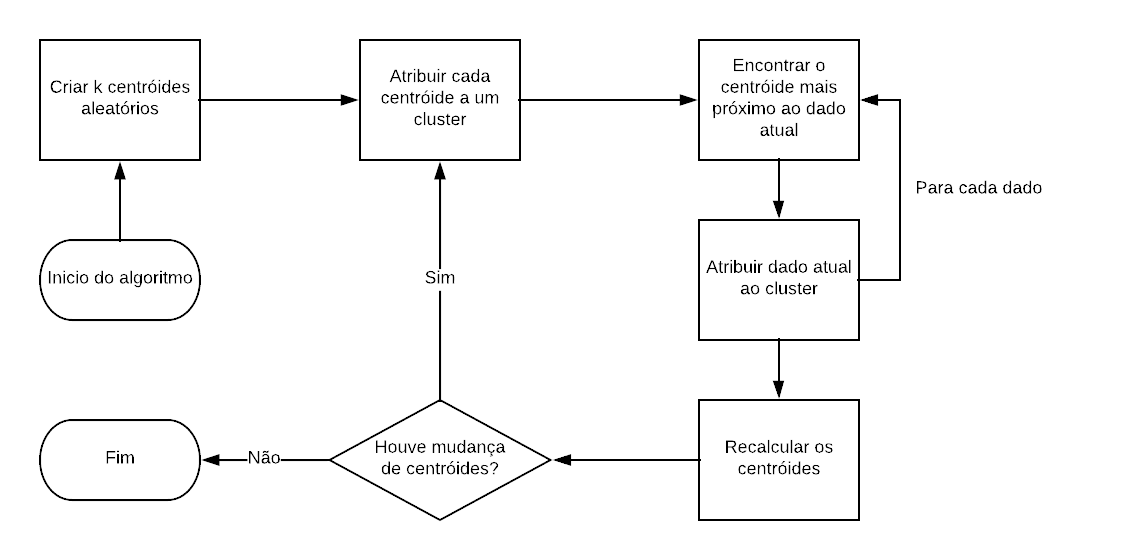 Criar k centróides
aleatórios
Atribuir cada
centróide a um
cluster
Encontrar o
centróide mais
próximo ao dado
atual
Para cada dado
Inicio do algoritmo
Sim
Atribuir dado atual
ao cluster
Fim
Não
Houve mudança
de centróides?
Recalcular os
centróides